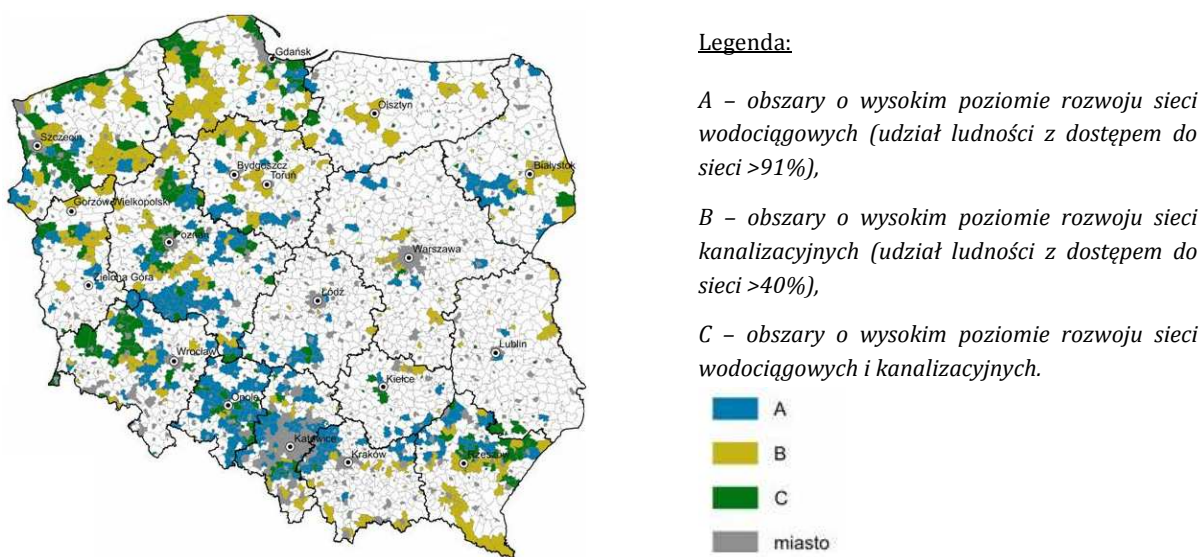 Gdańsk
Olsztyn
Szczecin
Białystok
Bydgoszcz
Toruń
Gorzów Wielkopolski
Poznań
Warszawa
Zielona Góra
Łódź
Wrocław
Lublin
Kielce
Opole
Katowice
Kraków
Rzeszów
Legenda:
A – obszary o wysokim poziomie rozwoju sieci
wodociągowych (udział ludności z dostępem do
sieci >91%),
B – obszary o wysokim poziomie rozwoju sieci
kanalizacyjnych (udział ludności z dostępem do
sieci >40%),
C – obszary o wysokim poziomie rozwoju sieci
wodociągowych i kanalizacyjnych.
A
B
C
miasto